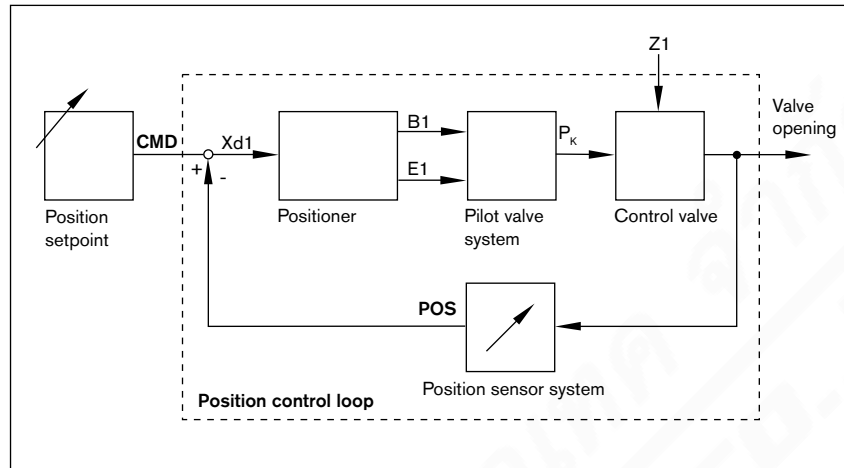 Z1
Valve
opening
CMD
Xd1
B1
P_K
+
-
E1
Position
setpoint
Positioner
Pilot valve
system
Control valve
POS
Position sensor system
Position control loop